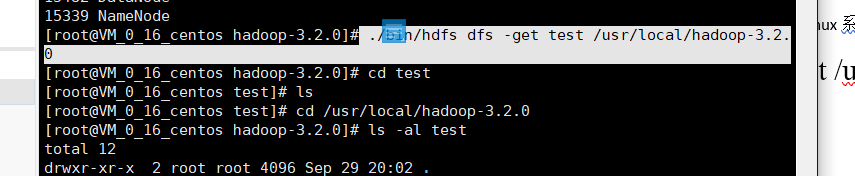 15339 NameNode
[root@VM_0_16_centos hadoop-3.2.0]# ./bin/hdfs dfs -get test /usr/local/hadoop-3.2.
0
[root@VM_0_16_centos hadoop-3.2.0]# cd test
[root@VM_0_16_centos test]# ls
[root@VM_0_16_centos test]# cd /usr/local/hadoop-3.2.0
[root@VM_0_16_centos hadoop-3.2.0]# ls -al test
total 12
drwxr-xr-x  2 root root 4096 Sep 29 20:02 .